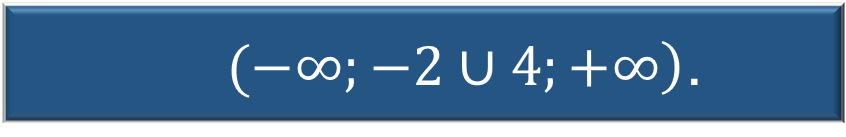 (−∞; −2 ∪ 4; +∞).